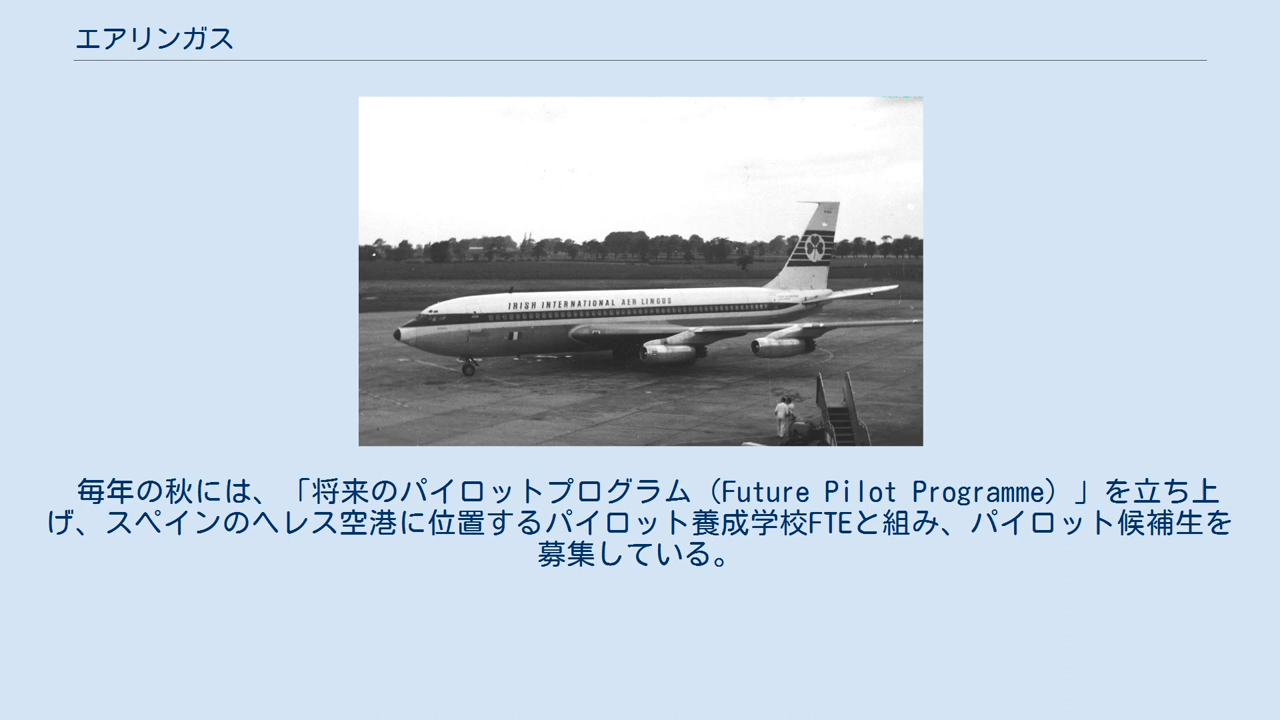 エアリンガス
IRISH INTERNATIONAL AER LINGUS
毎年の秋には、「将来のパイロットプログラム（Future Pilot Programme）」を立ち上
げ、スペインのヘレス空港に位置するパイロット養成学校FTEと組み、パイロット候補生を
募集している。